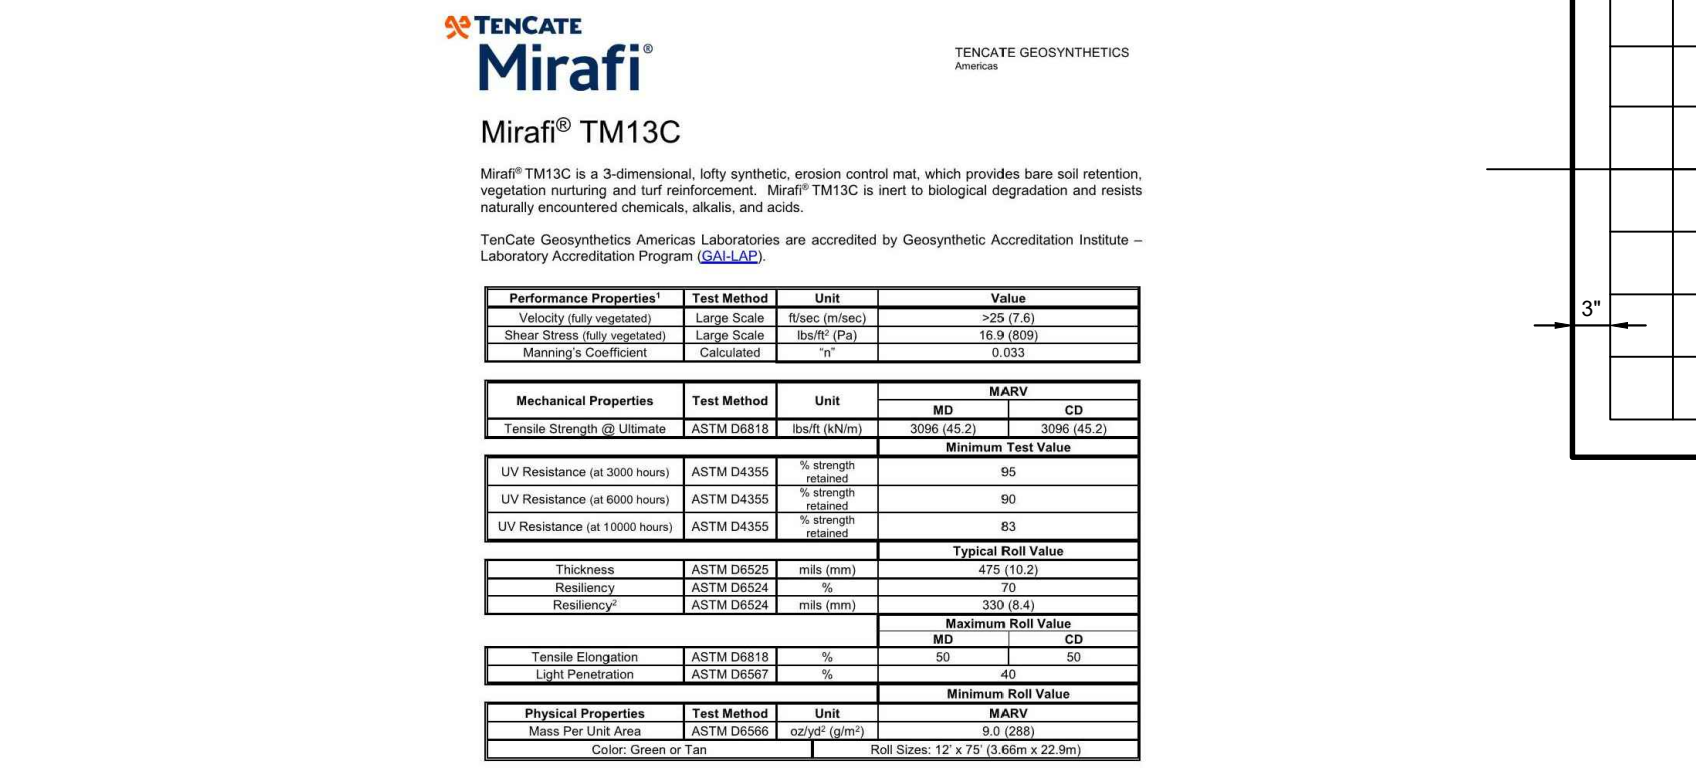 TENCATE
Mirafi®
TENCATE GEOSYNTHETICS
Americas
Mirafi® TM13C
Mirafi® TM13C is a 3-dimensional, lofty synthetic, erosion control mat, which provides bare soil retention,
vegetation nurturing and turf reinforcement. Mirafi® TM13C is inert to biological degradation and resists
naturally encountered chemicals, alkalis, and acids.
TenCate Geosynthetics Americas Laboratories are accredited by Geosynthetic Accreditation Institute –
Laboratory Accreditation Program (GAI-LAP).
Performance Properties¹ Test Method Unit Value
Velocity (fully vegetated) Large Scale ft/sec (m/sec) >25 (7.6)
Shear Stress (fully vegetated) Large Scale lbs/ft² (Pa) 16.9 (809)
Manning's Coefficient Calculated "n" 0.033
Mechanical Properties Test Method Unit MARV
MD CD
Tensile Strength @ Ultimate ASTM D6818 lbs/ft (kN/m) 3096 (45.2) 3096 (45.2)
Minimum Test Value
UV Resistance (at 3000 hours) ASTM D4355 % strength retained 95
UV Resistance (at 6000 hours) ASTM D4355 % strength retained 90
UV Resistance (at 10000 hours) ASTM D4355 % strength retained 83
Typical Roll Value
Thickness ASTM D6525 mils (mm) 475 (10.2)
Resiliency ASTM D6524 % 70
Resiliency² ASTM D6524 mils (mm) 330 (8.4)
Maximum Roll Value
MD CD
Tensile Elongation ASTM D6818 % 50 50
Light Penetration ASTM D6567 % 40
Minimum Roll Value
Physical Properties Test Method Unit MARV
Mass Per Unit Area ASTM D6566 oz/yd² (g/m²) 9.0 (288)
Color: Green or Tan Roll Sizes: 12' x 75' (3.66m x 22.9m)
3"